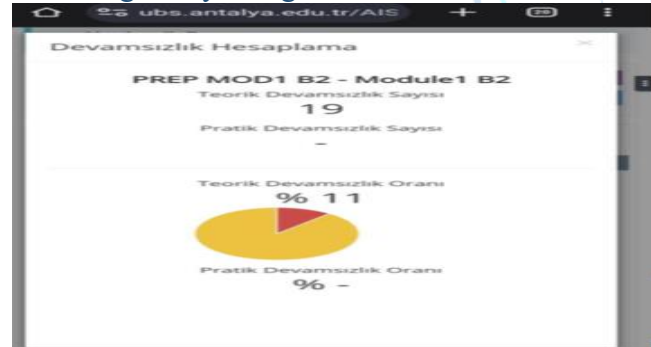 ubs.antalya.edu.tr/AIS
Devamsızlık Hesaplama
PREP MOD1 B2 - Module1 B2
Teorik Devamsızlık Sayısı
19
Pratik Devamsızlık Sayısı
-
Teorik Devamsızlık Oranı
% 11
Pratik Devamsızlık Oranı
% -